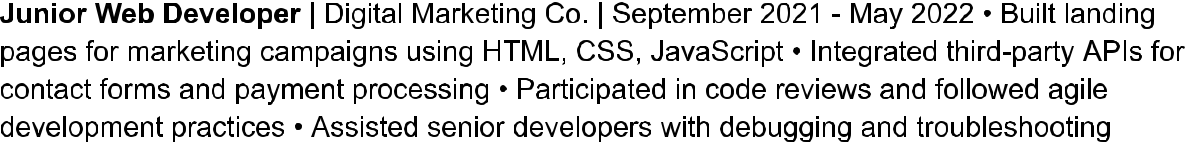 Junior Web Developer | Digital Marketing Co. | September 2021 - May 2022 • Built landing
pages for marketing campaigns using HTML, CSS, JavaScript • Integrated third-party APIs for
contact forms and payment processing • Participated in code reviews and followed agile
development practices • Assisted senior developers with debugging and troubleshooting